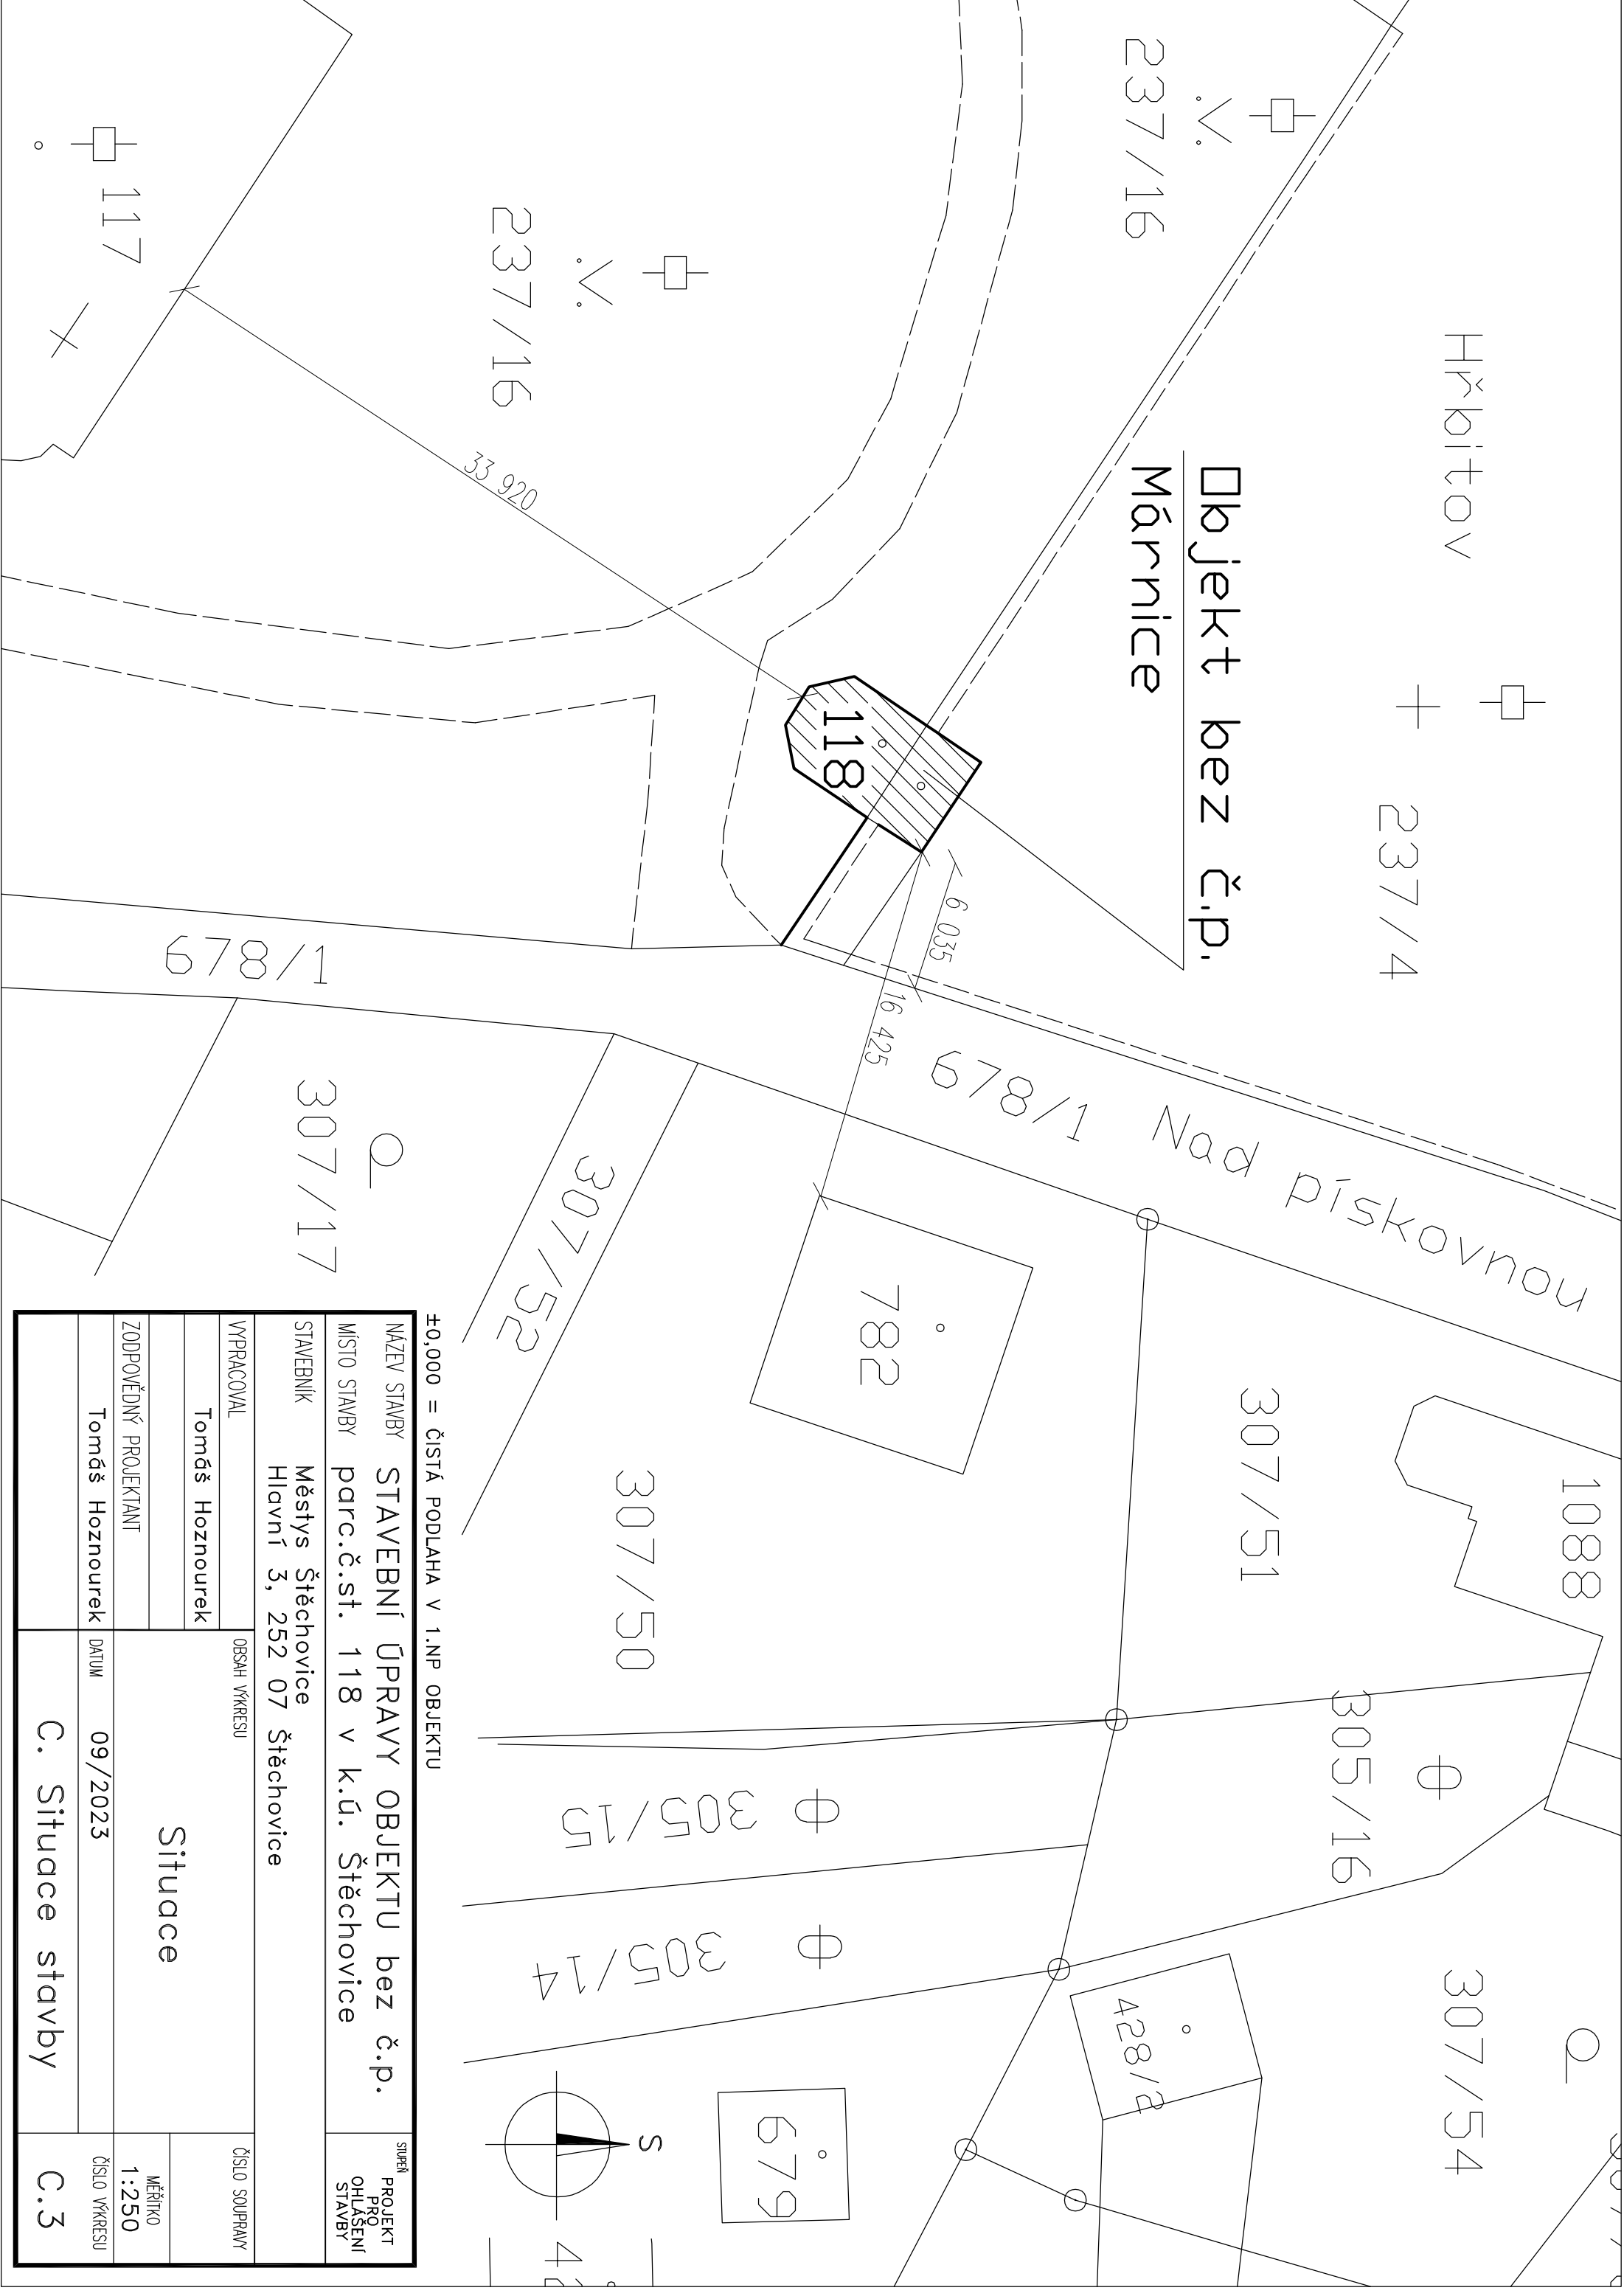 Hřbitov
237/4
237/16
Objekt bez č.p.
Márnice
237/16
117
118
33 920
6 035
16 425
678/1
678/1
Nad pískovnou
307/17
307/52
782
307/50
307/51
1088
305/16
305/15
305/14
307/54
428/2
679
S
±0,000 = ČISTÁ PODLAHA V 1.NP OBJEKTU
NÁZEV STAVBY STAVEBNÍ ÚPRAVY OBJEKTU bez č.p.
MÍSTO STAVBY parc.č.st. 118 v k.ú. Štěchovice
STUPEŇ
PROJEKT
PRO
OHLÁŠENÍ
STAVBY
STAVEBNÍK Městys Štěchovice
Hlavní 3, 252 07 Štěchovice
VYPRACOVAL
Tomáš Hoznourek
ZODPOVĚDNÝ PROJEKTANT
Tomáš Hoznourek
OBSAH VÝKRESU
Situace
ČÍSLO SOUPRAVY
MĚŘÍTKO
1:250
DATUM 09/2023
ČÍSLO VÝKRESU
C. Situace stavby
C.3